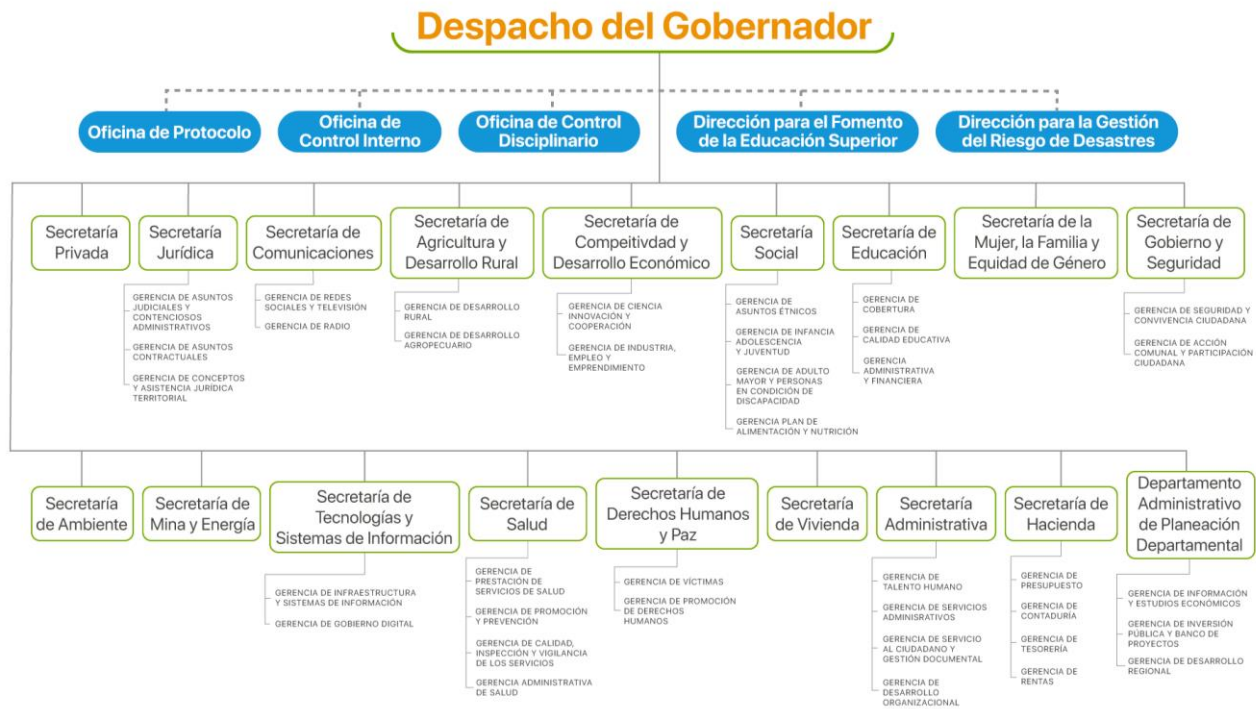 Despacho del Gobernador
Oficina de Protocolo
Oficina de
Control Interno
Oficina de Control
Disciplinario
Dirección para el Fomento
de la Educación Superior
Dirección para la Gestión
del Riesgo de Desastres
Secretaría
Privada
Secretaría
Jurídica
GERENCIA DE ASUNTOS
JUDICIALES Y
CONTENCIOSOS
ADMINISTRATIVOS
GERENCIA DE ASUNTOS
CONTRACTUALES
GERENCIA DE CONCEPTOS
Y ASISTENCIA JURÍDICA
TERRITORIAL
Secretaría de
Comunicaciones
GERENCIA DE REDES
SOCIALES Y TELEVISIÓN
GERENCIA DE RADIO
Secretaría de
Agricultura y
Desarrollo Rural
GERENCIA DE DESARROLLO
RURAL
GERENCIA DE DESARROLLO
AGROPECUARIO
Secretaría de
Compeitivdad y
Desarrollo Económico
GERENCIA DE CIENCIA
INNOVACIÓN Y
COOPERACIÓN
GERENCIA DE INDUSTRIA,
EMPLEO Y
EMPRENDIMIENTO
Secretaría
Social
GERENCIA DE
ASUNTOS ÉTNICOS
GERENCIA DE INFANCIA
ADOLESCENCIA
Y JUVENTUD
GERENCIA DE ADULTO
MAYOR Y PERSONAS
EN CONDICIÓN DE
DISCAPACIDAD
GERENCIA PLAN DE
ALIMENTACIÓN Y NUTRICIÓN
Secretaría de
Educación
GERENCIA DE
COBERTURA
GERENCIA DE
CALIDAD EDUCATIVA
GERENCIA
ADMINISTRATIVA
Y FINANCIERA
Secretaría de la
Mujer, la Familia y
Equidad de Género
Secretaría de
Gobierno y
Seguridad
GERENCIA DE SEGURIDAD Y
CONVIVENCIA CIUDADANA
GERENCIA DE ACCIÓN
COMUNAL Y PARTICIPACIÓN
CIUDADANA
Secretaría
de Ambiente
Secretaría de
Mina y Energía
Secretaría de
Tecnologías y
Sistemas de Información
GERENCIA DE INFRAESTRUCTURA
Y SISTEMAS DE INFORMACIÓN
GERENCIA DE GOBIERNO DIGITAL
Secretaría de
Salud
GERENCIA DE
PRESTACIÓN DE
SERVICIOS DE SALUD
GERENCIA DE PROMOCIÓN
Y PREVENCIÓN
GERENCIA DE CALIDAD,
INSPECCIÓN Y VIGILANCIA
DE LOS SERVICIOS
GERENCIA ADMINISTRATIVA
DE SALUD
Secretaría de
Derechos Humanos
y Paz
GERENCIA DE VÍCTIMAS
GERENCIA DE PROMOCIÓN
DE DERECHOS
HUMANOS
Secretaría
de Vivienda
Secretaría
Administrativa
GERENCIA DE
TALENTO HUMANO
GERENCIA DE SERVICIOS
ADMINISRATIVOS
GERENCIA DE SERVICIO
AL CIUDADANO Y
GESTIÓN DOCUMENTAL
GERENCIA DE
DESARROLLO
ORGANIZACIONAL
Secretaría de
Hacienda
GERENCIA DE
PRESUPUESTO
GERENCIA DE
CONTADURÍA
GERENCIA DE
TESORERÍA
GERENCIA DE
RENTAS
Departamento
Administrativo
de Planeación
Departamental
GERENCIA DE INFORMACIÓN
Y ESTUDIOS ECONÓMICOS
GERENCIA DE INVERSIÓN
PÚBLICA Y BANCO DE
PROYECTOS
GERENCIA DE DESARROLLO
REGIONAL